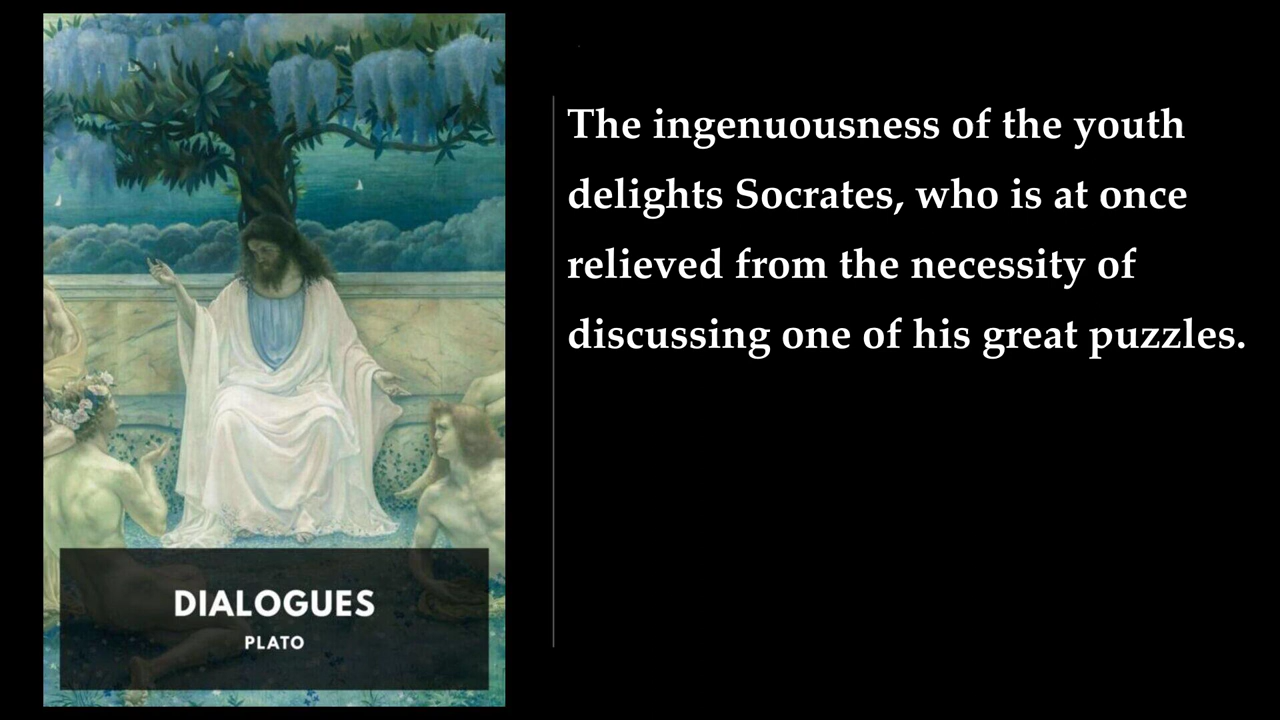 The ingenuousness of the youth
delights Socrates, who is at once
relieved from the necessity of
discussing one of his great puzzles.
DIALOGUES
PLATO